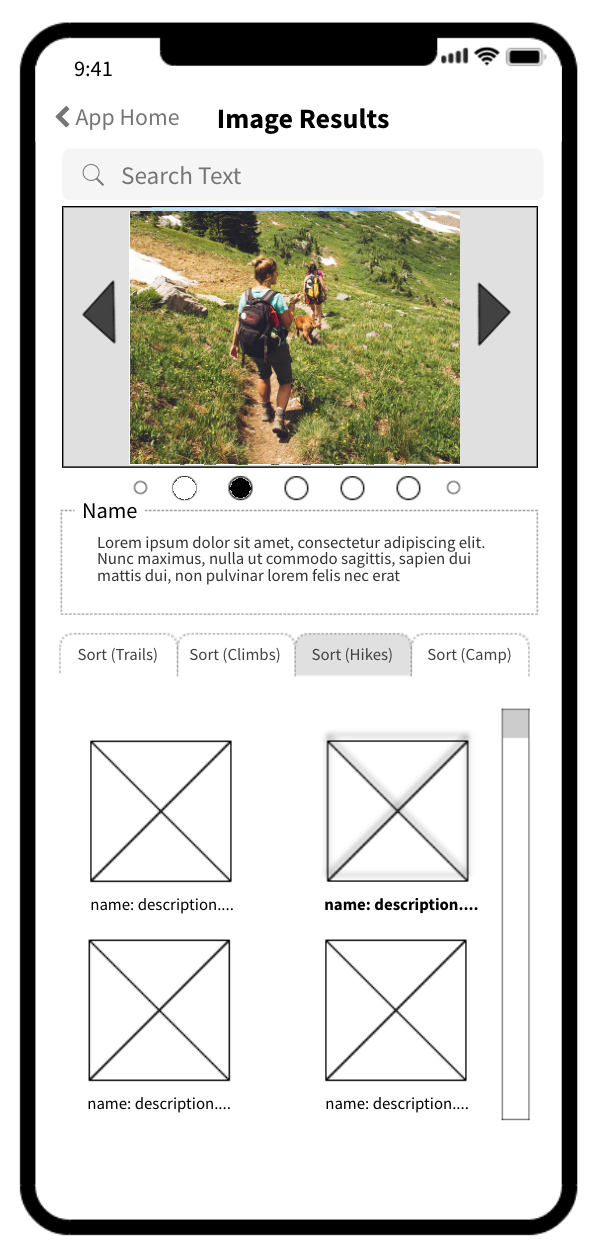 9:41
App Home
Image Results
Search Text
Name
Lorem ipsum dolor sit amet, consectetur adipiscing elit.
Nunc maximus, nulla ut commodo sagittis, sapien dui
mattis dui, non pulvinar lorem felis nec erat
Sort (Trails) Sort (Climbs) Sort (Hikes) Sort (Camp)
name: description.... name: description....
name: description.... name: description....